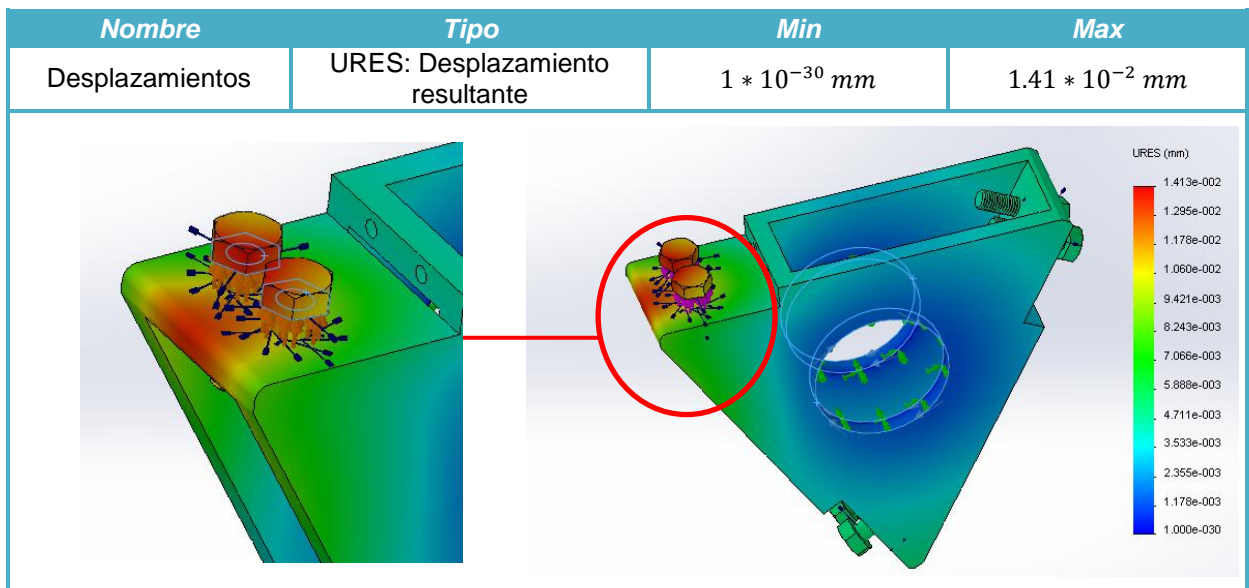 Nombre Tipo Min Max
Desplazamientos URES: Desplazamiento resultante 1 ∗ 10⁻³⁰ mm 1.41 ∗ 10⁻² mm
URES (mm)
1.413e-002
1.295e-002
1.178e-002
1.060e-002
9.421e-003
8.243e-003
7.066e-003
5.888e-003
4.711e-003
3.533e-003
2.355e-003
1.178e-003
1.000e-030